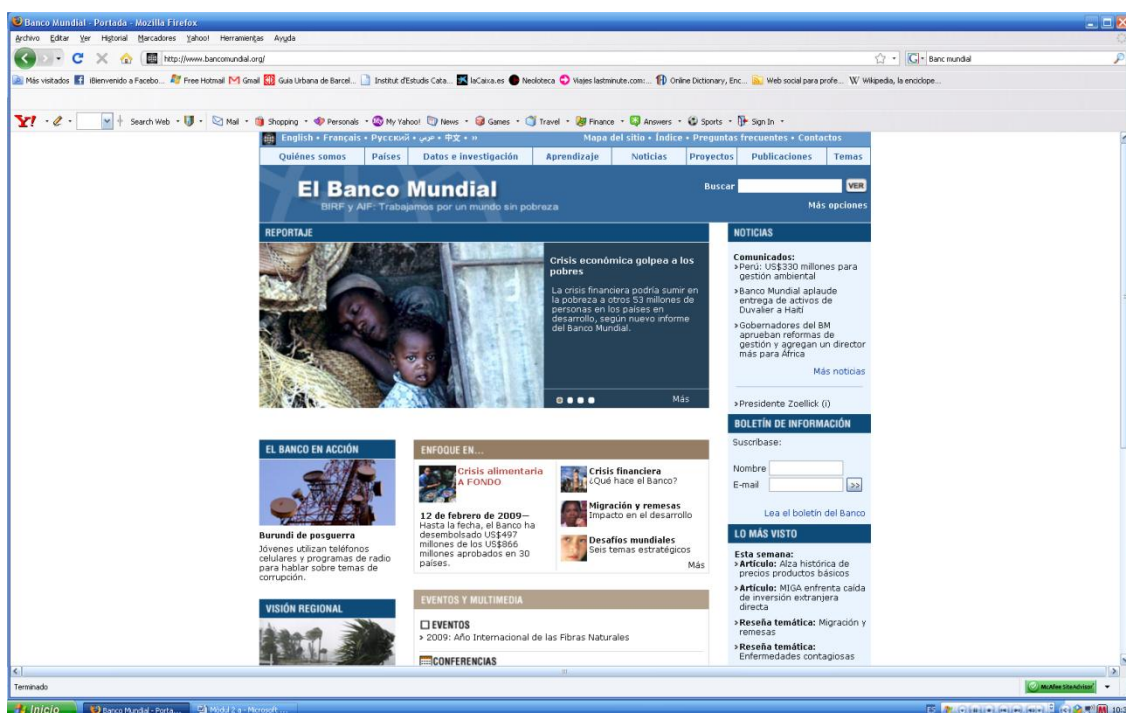 Banco Mundial - Portada - Mozilla Firefox
Archivo Editar Ver Historial Marcadores Yahoo! Herramientas Ayuda
http://www.bancomundial.org/
Banc mundial
Más visitados Bienvenido a Facebo... Free Hotmail Gmail Guia Urbana de Barcel... Institut d'Estudis Cata... laCaixa.es Neoloteca Viajes lastminute.com:... Online Dictionary, Enc... Web social para profe... Wikipedia, la enciclope...
Y! Search Web Mail Shopping Personals My Yahoo! News Games Travel Finance Answers Sports Sign In
English • Français • Русский • عربي • 中文 • »
Mapa del sitio • Índice • Preguntas frecuentes • Contactos
Quiénes somos Países Datos e investigación Aprendizaje Noticias Proyectos Publicaciones Temas
El Banco Mundial
BIRF y AIF: Trabajamos por un mundo sin pobreza
Buscar VER
Más opciones
REPORTAJE
Crisis económica golpea a los
pobres
La crisis financiera podría sumir en
la pobreza a otros 53 millones de
personas en los países en
desarrollo, según nuevo informe
del Banco Mundial.
Más
NOTICIAS
Comunicados:
»Perú: US$330 millones para
gestión ambiental
»Banco Mundial aplaude
entrega de activos de
Duvalier a Haití
»Gobernadores del BM
aprueban reformas de
gestión y agregan un director
más para África
Más noticias
»Presidente Zoellick (i)
BOLETÍN DE INFORMACIÓN
Suscríbase:
Nombre
E-mail >>
Lea el boletín del Banco
LO MÁS VISTO
Esta semana:
»Artículo: Alza histórica de
precios productos básicos
»Artículo: MIGA enfrenta caída
de inversión extranjera
directa
»Reseña temática: Migración y
remesas
»Reseña temática:
Enfermedades contagiosas
EL BANCO EN ACCIÓN
Burundi de posguerra
Jóvenes utilizan teléfonos
celulares y programas de radio
para hablar sobre temas de
corrupción.
VISIÓN REGIONAL
ENFOQUE EN...
Crisis alimentaria
A FONDO
12 de febrero de 2009—
Hasta la fecha, el Banco ha
desembolsado US$497
millones de los US$866
millones aprobados en 30
países.
Crisis financiera
¿Qué hace el Banco?
Migración y remesas
Impacto en el desarrollo
Desafíos mundiales
Seis temas estratégicos
Más
EVENTOS Y MULTIMEDIA
EVENTOS
» 2009: Año Internacional de las Fibras Naturales
CONFERENCIAS
Terminado
McAfee SiteAdvisor
Inicio Banco Mundial - Porta... Mòdul 2 a - Microsoft ...
ES